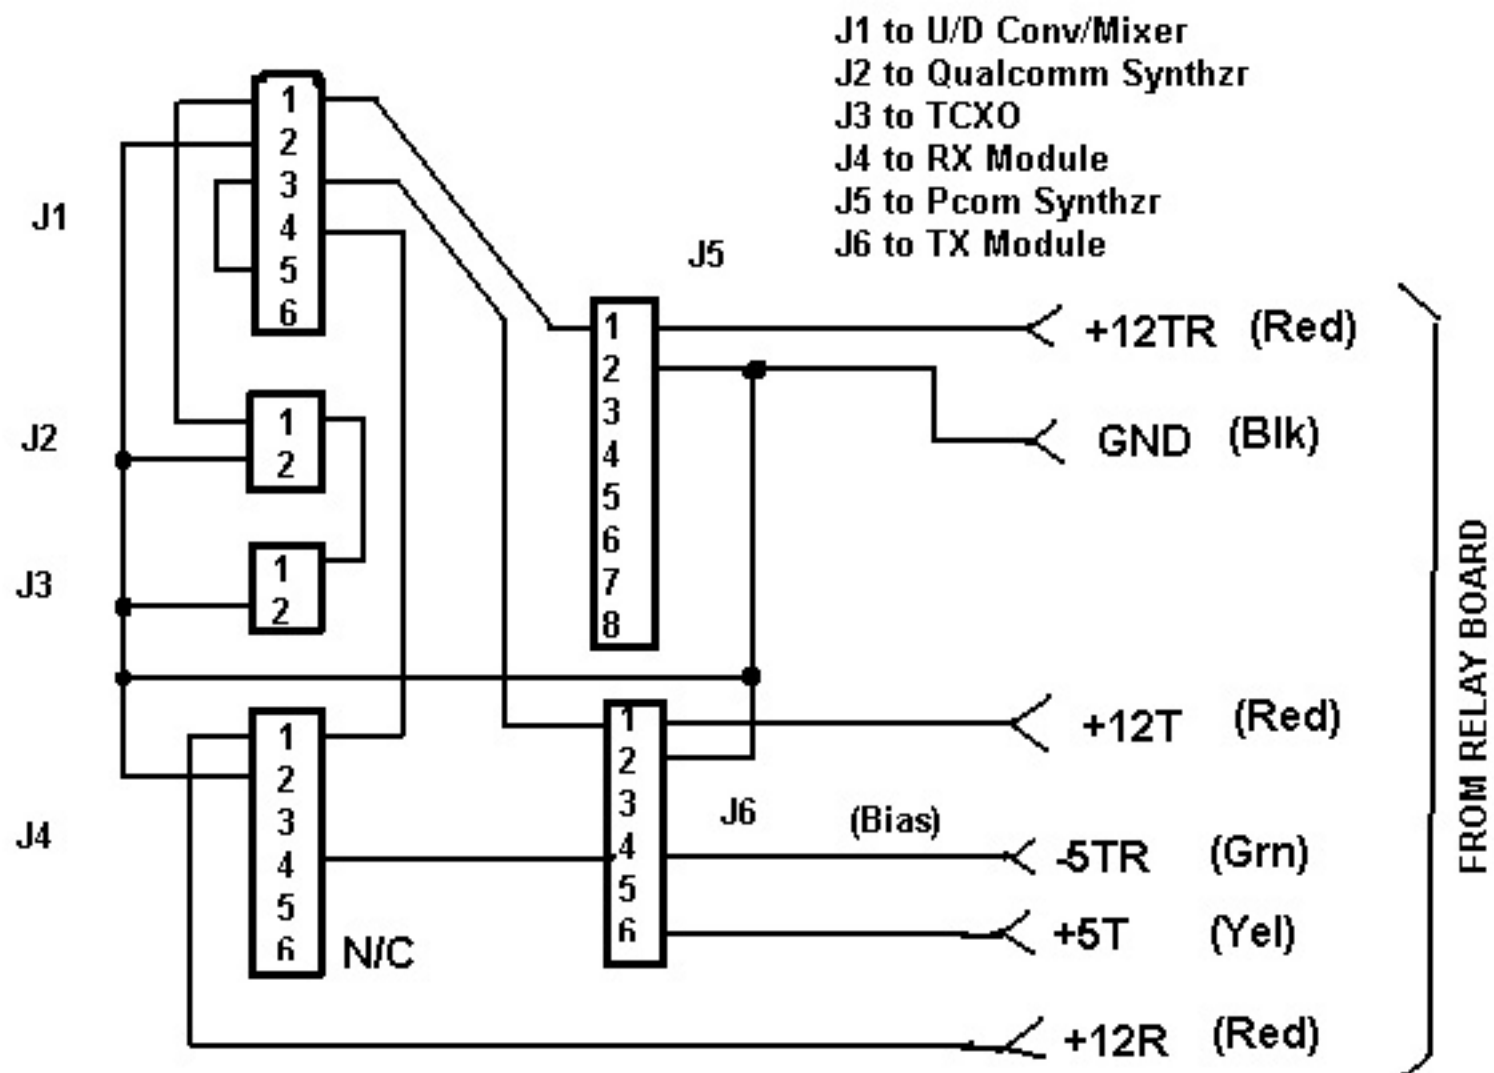 J1 to U/D Conv/Mixer
J2 to Qualcomm Synthzr
J3 to TCXO
J4 to RX Module
J5 to Pcom Synthzr
J6 to TX Module
J1
1
2
3
4
5
6
J2
1
2
J3
1
2
J4
1
2
3
4
5
6
N/C
J5
1
2
3
4
5
6
7
8
J6
1
2
3
4
5
6
+12TR (Red)
GND (Blk)
+12T (Red)
(Bias)
-5TR (Grn)
+5T (Yel)
+12R (Red)
FROM RELAY BOARD